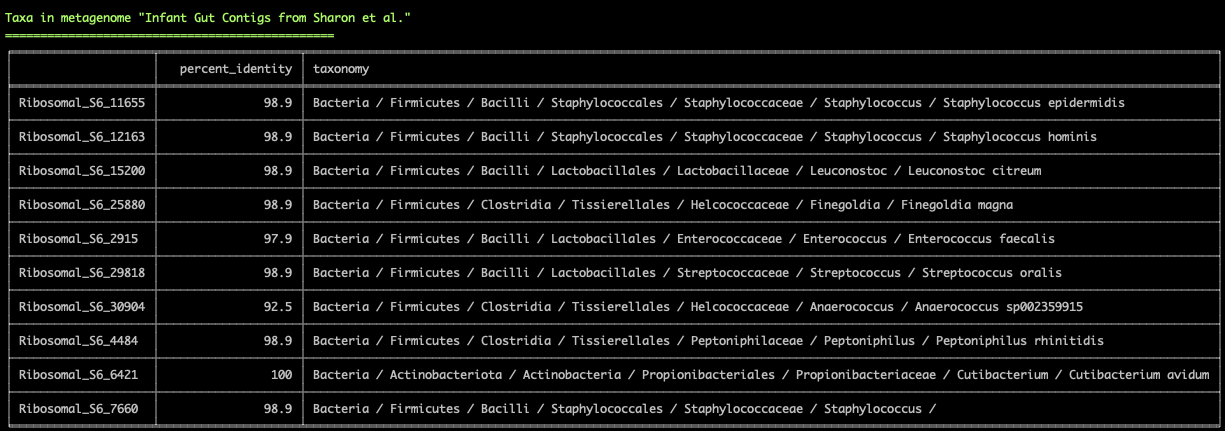 Taxa in metagenome "Infant Gut Contigs from Sharon et al."
===============================================
percent_identity taxonomy
Ribosomal_S6_11655 98.9 Bacteria / Firmicutes / Bacilli / Staphylococcales / Staphylococcaceae / Staphylococcus / Staphylococcus epidermidis
Ribosomal_S6_12163 98.9 Bacteria / Firmicutes / Bacilli / Staphylococcales / Staphylococcaceae / Staphylococcus / Staphylococcus hominis
Ribosomal_S6_15200 98.9 Bacteria / Firmicutes / Bacilli / Lactobacillales / Lactobacillaceae / Leuconostoc / Leuconostoc citreum
Ribosomal_S6_25880 98.9 Bacteria / Firmicutes / Clostridia / Tissierellales / Helcococcaceae / Finegoldia / Finegoldia magna
Ribosomal_S6_2915 97.9 Bacteria / Firmicutes / Bacilli / Lactobacillales / Enterococcaceae / Enterococcus / Enterococcus faecalis
Ribosomal_S6_29818 98.9 Bacteria / Firmicutes / Bacilli / Lactobacillales / Streptococcaceae / Streptococcus / Streptococcus oralis
Ribosomal_S6_30904 92.5 Bacteria / Firmicutes / Clostridia / Tissierellales / Helcococcaceae / Anaerococcus / Anaerococcus sp002359915
Ribosomal_S6_4484 98.9 Bacteria / Firmicutes / Clostridia / Tissierellales / Peptoniphilaceae / Peptoniphilus / Peptoniphilus rhinitidis
Ribosomal_S6_6421 100 Bacteria / Actinobacteriota / Actinobacteria / Propionibacteriales / Propionibacteriaceae / Cutibacterium / Cutibacterium avidum
Ribosomal_S6_7660 98.9 Bacteria / Firmicutes / Bacilli / Staphylococcales / Staphylococcaceae / Staphylococcus /